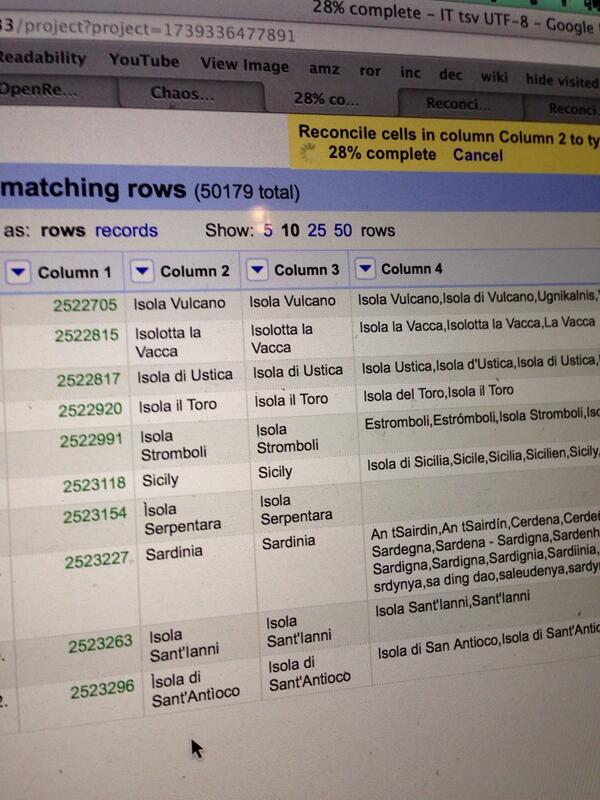 28% complete – IT tsv UTF-8 – Google
33/project?project=1739336477891
Readability YouTube View Image amz ror inc dec wiki hide visited
OpenRe... Chaos... 28% co... Reconci... Reconci
Reconcile cells in column Column 2 to ty
28% complete Cancel
matching rows (50179 total)
as: rows records Show: 5 10 25 50 rows
Column 1 Column 2 Column 3 Column 4
2522705 Isola Vulcano Isola Vulcano Isola Vulcano,Isola di Vulcano,Ugnikalnis,
2522815 Isolotta la Isolotta la Isola la Vacca,Isolotta la Vacca,La Vacca
Vacca Vacca
2522817 Isola di Ustica Isola di Ustica Isola Ustica,Isola d'Ustica,Isola di Ustica,
2522920 Isola il Toro Isola il Toro Isola del Toro,Isola il Toro
2522991 Isola Isola Estromboli,Estrómboli,Isola Stromboli,Iso
Stromboli Stromboli
2523118 Sicily Sicily Isola di Sicilia,Sicile,Sicilia,Sicilien,Sicily,
2523154 Isola Isola
Serpentara Serpentara
2523227 Sardinia Sardinia An tSairdin,An tSairdín,Cerdena,Cerdeñ
Sardegna,Sardena - Sardigna,Sardenh
Sardigna,Sardigna,Sardignia,Sardiinia,
srdynya,sa ding dao,saleudenya,sardy
2523263 Isola Isola Isola Sant'Ianni,Sant'Ianni
Sant'Ianni Sant'Ianni
2. 2523296 Isola di Isola di Isola di San Antioco,Isola di Sant'Antio
Sant'Antioco Sant'Antioco